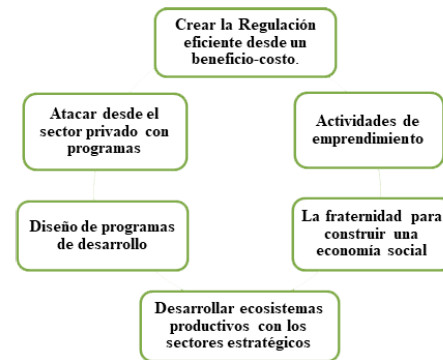 Crear la Regulación
eficiente desde un
beneficio-costo.
Actividades de
emprendimiento
La fraternidad para
construir una
economía social
Desarrollar ecosistemas
productivos con los
sectores estratégicos
Diseño de programas
de desarrollo
Atacar desde el
sector privado con
programas